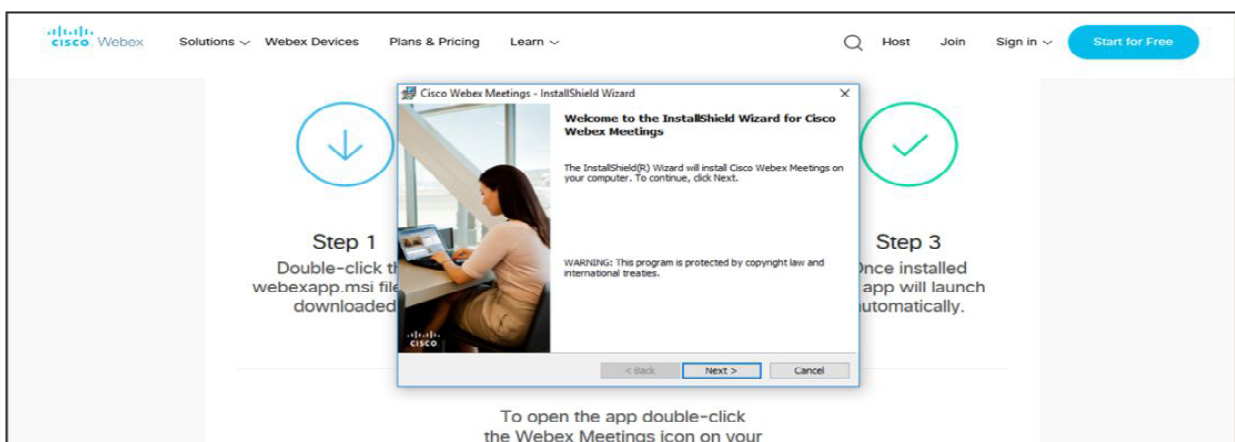 CISCO Webex Solutions Webex Devices Plans & Pricing Learn Host Join Sign in Start for Free
Cisco Webex Meetings - InstallShield Wizard X
Welcome to the InstallShield Wizard for Cisco
Webex Meetings
The InstallShield(R) Wizard will install Cisco Webex Meetings on
your computer. To continue, click Next.
WARNING: This program is protected by copyright law and
international treaties.
CISCO
< Back Next > Cancel
Step 1
Double-click
webexapp.msi
downloaded
Step 3
installed
app will launch
automatically.
To open the app double-click
the Webex Meetings icon on your